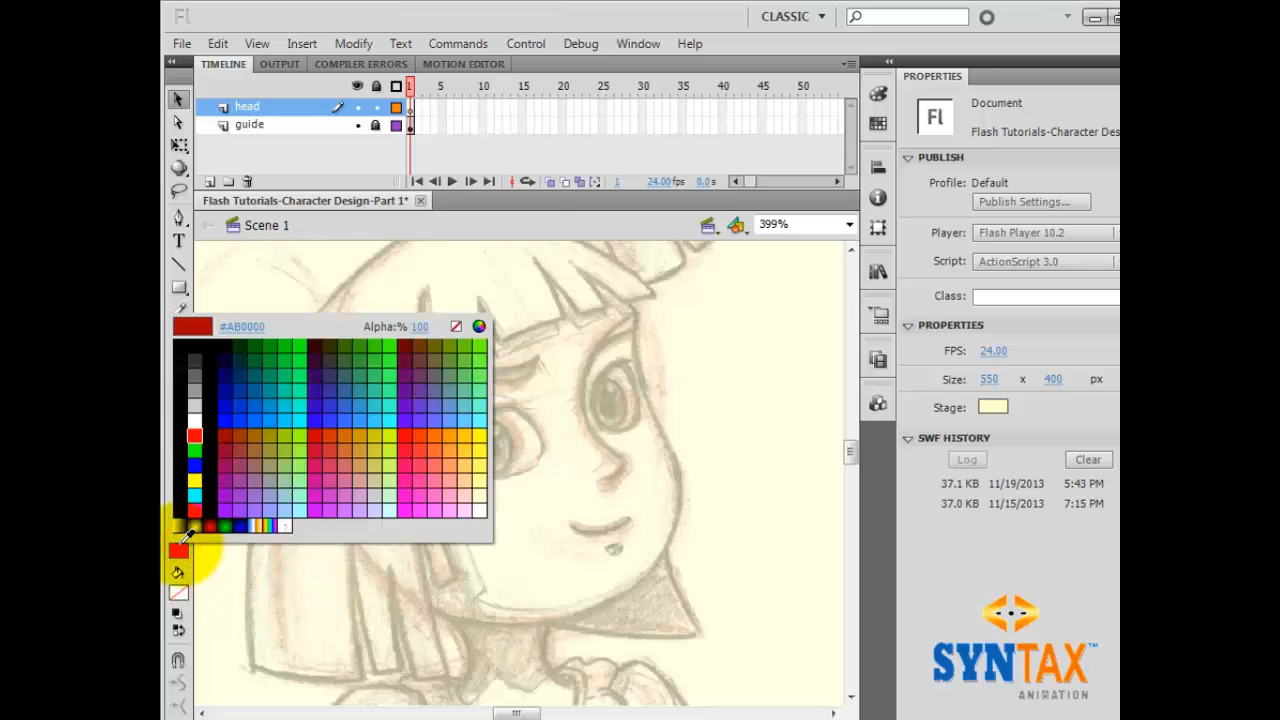 Fl CLASSIC
File Edit View Insert Modify Text Commands Control Debug Window Help
TIMELINE OUTPUT COMPILER ERRORS MOTION EDITOR
1 5 10 15 20 25 30 35 40 45 50
head
guide
1 24.00 fps 0.0 s
Flash Tutorials-Character Design-Part 1*
Scene 1 399%
#AB0000 Alpha:% 100
PROPERTIES
Fl Document
Flash Tutorials-Character Des
PUBLISH
Profile: Default
Publish Settings...
Player: Flash Player 10.2
Script: ActionScript 3.0
Class:
PROPERTIES
FPS: 24.00
Size: 550 x 400 px
Stage:
SWF HISTORY
Log Clear
37.1 KB 11/19/2013 5:43 PM
37.0 KB 11/15/2013 7:15 PM
SYNTAX™
ANIMATION